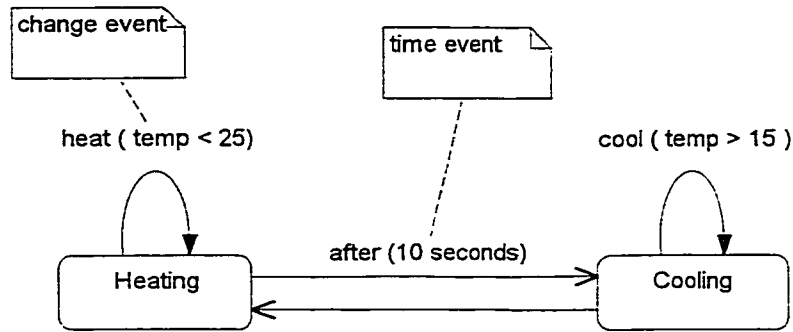 change event
time event
heat ( temp < 25)
cool ( temp > 15 )
after (10 seconds)
Heating
Cooling